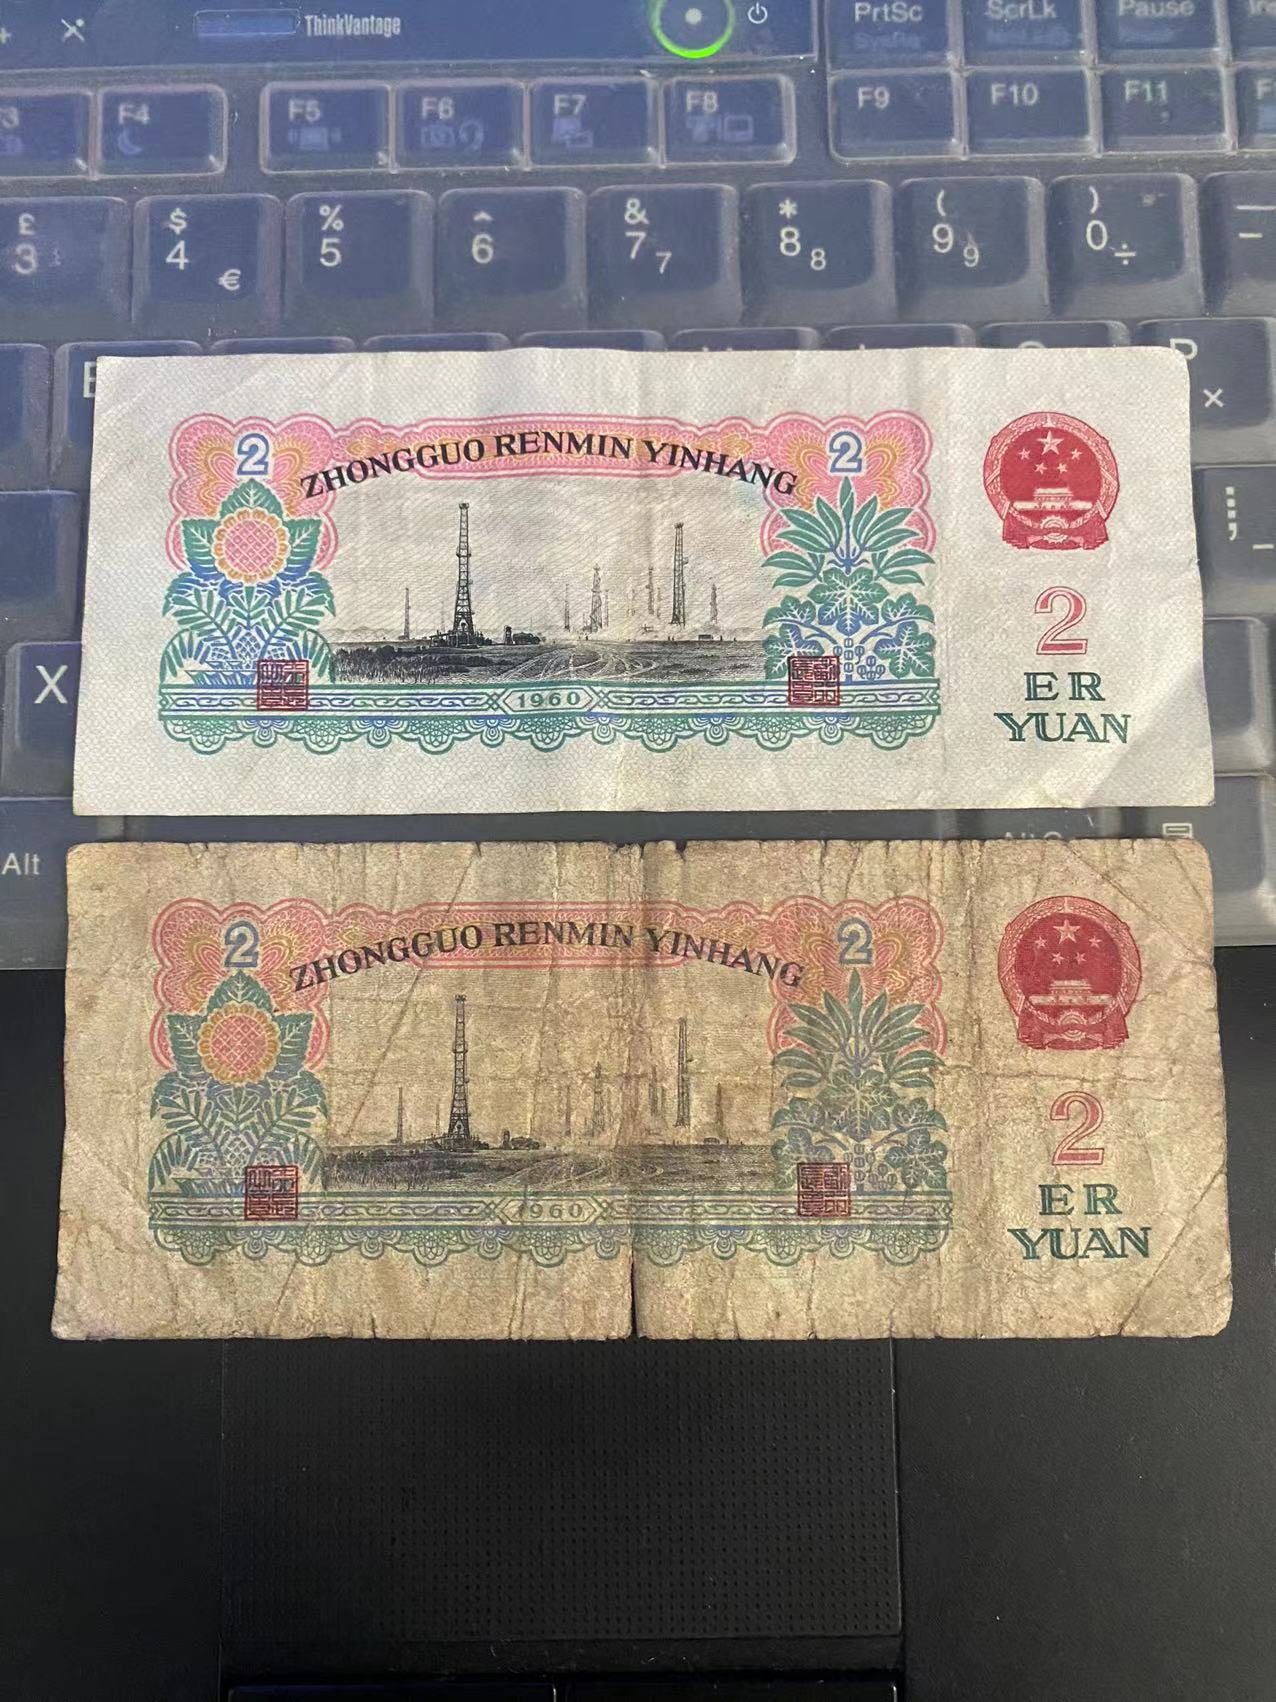 ThinkVantage
PrtSc
ScrLk
Pause
SysRq
F4
F5
F6
F7
F8
F9
F10
F11
£
3
$
4
€
%
5
^
6
&
7
7
*
8
8
(
9
9
)
0
÷
P
×
X
;
Alt
2
ZHONGGUO RENMIN YINHANG
2
2
ER
YUAN
1960
2
ZHONGGUO RENMIN YINHANG
2
2
ER
YUAN
1960